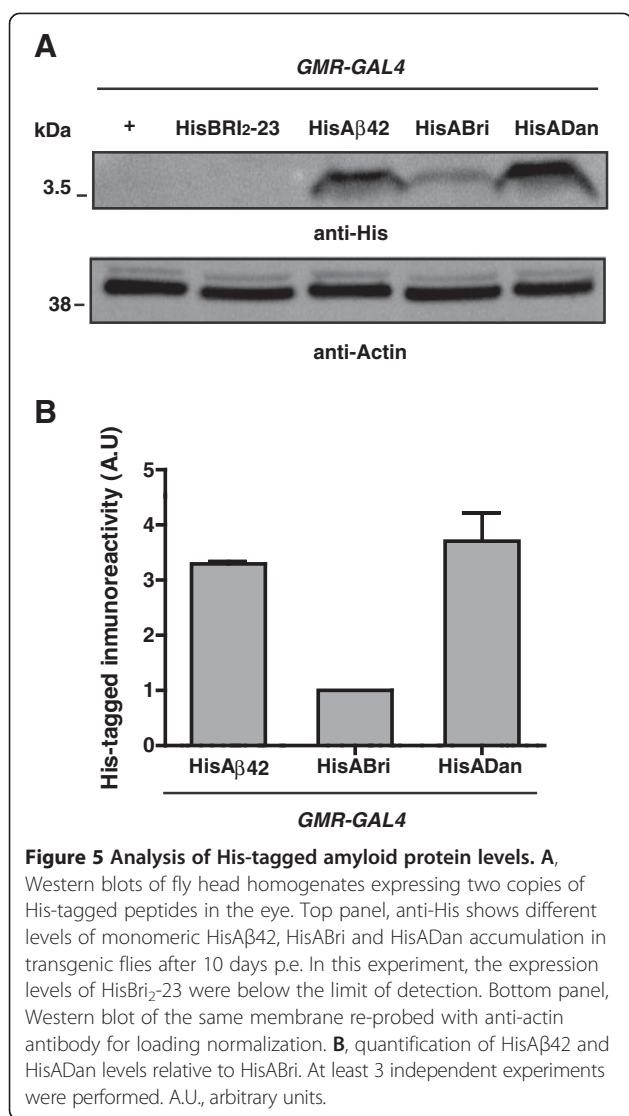 A
GMR-GAL4
kDa + HisBRI2-23 HisAβ42 HisABri HisADan
3.5
anti-His
38
anti-Actin
B
His-tagged inmunoreactivity (A.U)
5
4
3
2
1
0
HisAβ42 HisABri HisADan
GMR-GAL4
Figure 5 Analysis of His-tagged amyloid protein levels. A,
Western blots of fly head homogenates expressing two copies of
His-tagged peptides in the eye. Top panel, anti-His shows different
levels of monomeric HisAβ42, HisABri and HisADan accumulation in
transgenic flies after 10 days p.e. In this experiment, the expression
levels of HisBri₂-23 were below the limit of detection. Bottom panel,
Western blot of the same membrane re-probed with anti-actin
antibody for loading normalization. B, quantification of HisAβ42 and
HisADan levels relative to HisABri. At least 3 independent experiments
were performed. A.U., arbitrary units.